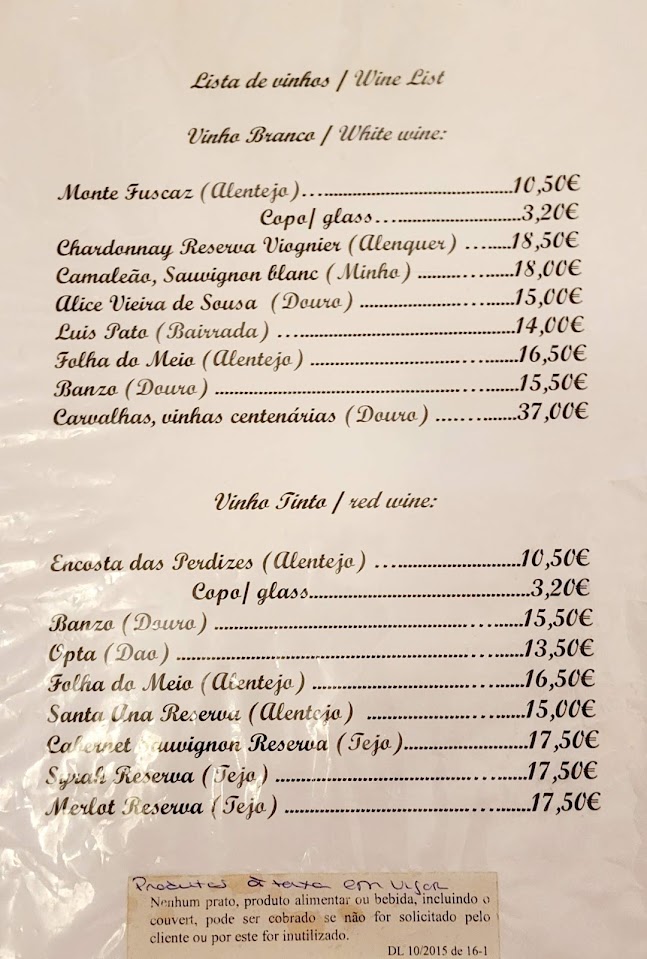 Lista de vinhos / Wine List
Vinho Branco / White wine:
Monte Fuscaz (Alentejo)..........................................10,50€
Copo/ glass..............................3,20€
Chardonnay Reserva Viognier (Alenquer) ........18,50€
Camaleão, Sauvignon blanc (Minho) .................18,00€
Alice Vieira de Sousa (Douro) ...........................15,00€
Luis Pato (Bairrada) ..........................................14,00€
Folha do Meio (Alentejo) ....................................16,50€
Banzo (Douro) ....................................................15,50€
Carvalhas, vinhas centenárias (Douro) ..............37,00€
Vinho Tinto / red wine:
Encosta das Perdizes (Alentejo) .........................10,50€
Copo/ glass.......................................3,20€
Banzo (Douro) ....................................................15,50€
Opta (Dao) ..........................................................13,50€
Folha do Meio (Alentejo) ....................................16,50€
Santa Ana Reserva (Alentejo) ...........................15,00€
Cabernet Sauvignon Reserva (Tejo)......................17,50€
Syrah Reserva (Tejo) ..........................................17,50€
Merlot Reserva (Tejo) .........................................17,50€
Produtos à taxa em vigor
Nenhum prato, produto alimentar ou bebida, incluindo o
couvert, pode ser cobrado se não for solicitado pelo
cliente ou por este for inutilizado.
DL 10/2015 de 16-1